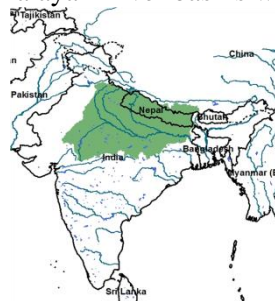 Tajikistan
China
n
Pakistan
Nepal
Bhutan
India
Bangladesh
Myanmar (B
Sri Lanka